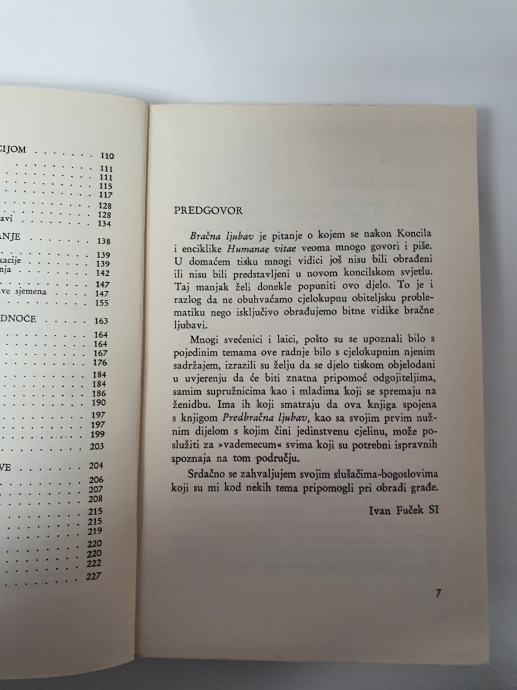 CIJOM . . . . . . . 110
. . . . . . . 111
. . . . . . . 111
. . . . . . . 115
. . . . . . . 117
. . . . . . . 128
. . . . . . . 128
avi . . . . . . . 134
ANJE . . . . . . . 138
. . . . . . . 139
kacije . . . . . . . 139
nja . . . . . . . 142
. . . . . . . 147
ve sjemena . . . . . . . 147
. . . . . . . 155
EDNOĆE . . . . . . . 163
. . . . . . . 164
. . . . . . . 164
. . . . . . . 167
. . . . . . . 176
. . . . . . . 184
. . . . . . . 184
. . . . . . . 186
. . . . . . . 190
. . . . . . . 197
. . . . . . . 197
. . . . . . . 199
. . . . . . . 203
VE . . . . . . . 204
. . . . . . . 206
. . . . . . . 207
. . . . . . . 208
. . . . . . . 215
. . . . . . . 215
. . . . . . . 219
. . . . . . . 220
. . . . . . . 220
. . . . . . . 222
. . . . . . . 227
PREDGOVOR
Bračna ljubav je pitanje o kojem se nakon Koncila
i enciklike Humanae vitae veoma mnogo govori i piše.
U domaćem tisku mnogi vidici još nisu bili obrađeni
ili nisu bili predstavljeni u novom koncilskom svjetlu.
Taj manjak želi donekle popuniti ovo djelo. To je i
razlog da ne obuhvaćamo cjelokupnu obiteljsku proble-
matiku nego isključivo obrađujemo bitne vidike bračne
ljubavi.
Mnogi svećenici i laici, pošto su se upoznali bilo s
pojedinim temama ove radnje bilo s cjelokupnim njenim
sadržajem, izrazili su želju da se djelo tiskom objelodani
u uvjerenju da će biti znatna pripomoć odgojiteljima,
samim supružnicima kao i mladima koji se spremaju na
ženidbu. Ima ih koji smatraju da ova knjiga spojena
s knjigom Predbračna ljubav, kao sa svojim prvim nuž-
nim dijelom s kojim čini jedinstvenu cjelinu, može po-
služiti za »vademecum« svima koji su potrebni ispravnih
spoznaja na tom području.
Srdačno se zahvaljujem svojim slušačima-bogoslovima
koji su mi kod nekih tema pripomogli pri obradi građe.
Ivan Fuček SI
7